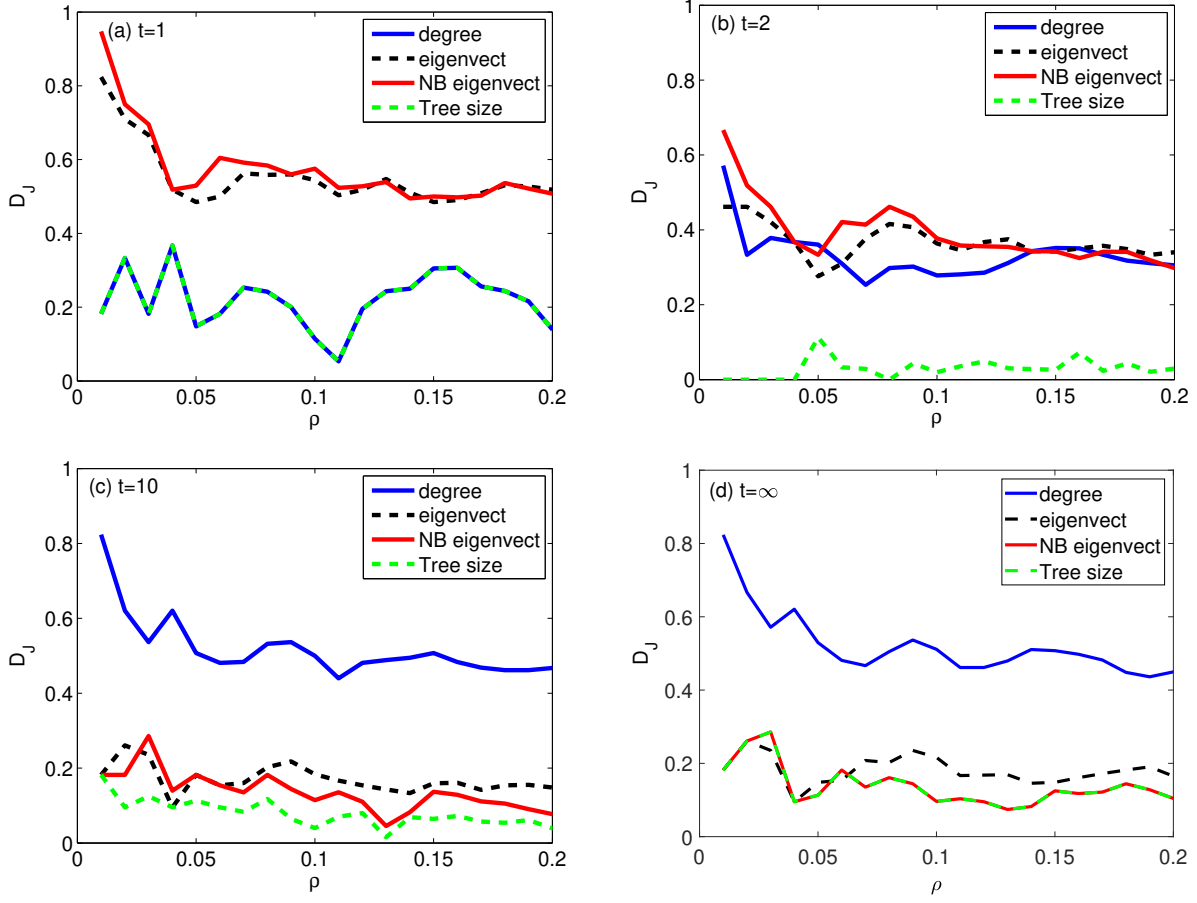 (a) t=1
degree
eigenvect
NB eigenvect
Tree size
1
0.8
0.6
0.4
0.2
0
D_J
0 0.05 0.1 0.15 0.2
ρ
(b) t=2
degree
eigenvect
NB eigenvect
Tree size
1
0.8
0.6
0.4
0.2
0
D_J
0 0.05 0.1 0.15 0.2
ρ
(c) t=10
degree
eigenvect
NB eigenvect
Tree size
1
0.8
0.6
0.4
0.2
0
D_J
0 0.05 0.1 0.15 0.2
ρ
(d) t=∞
degree
eigenvect
NB eigenvect
Tree size
1
0.8
0.6
0.4
0.2
0
D_J
0 0.05 0.1 0.15 0.2
ρ